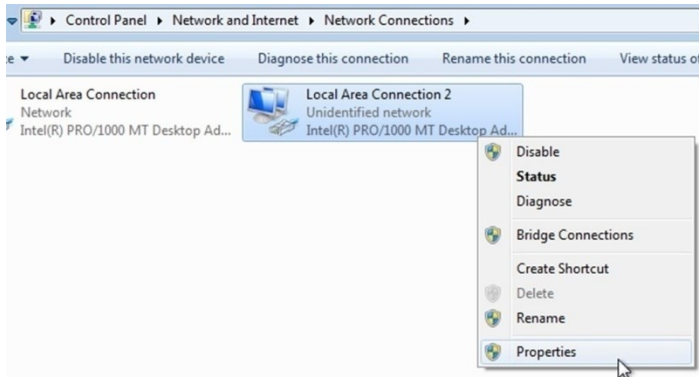 Control Panel ▸ Network and Internet ▸ Network Connections ▸
Disable this network device Diagnose this connection Rename this connection View status of
Local Area Connection
Network
Intel(R) PRO/1000 MT Desktop Ad...
Local Area Connection 2
Unidentified network
Intel(R) PRO/1000 MT Desktop Ad...
Disable
Status
Diagnose
Bridge Connections
Create Shortcut
Delete
Rename
Properties